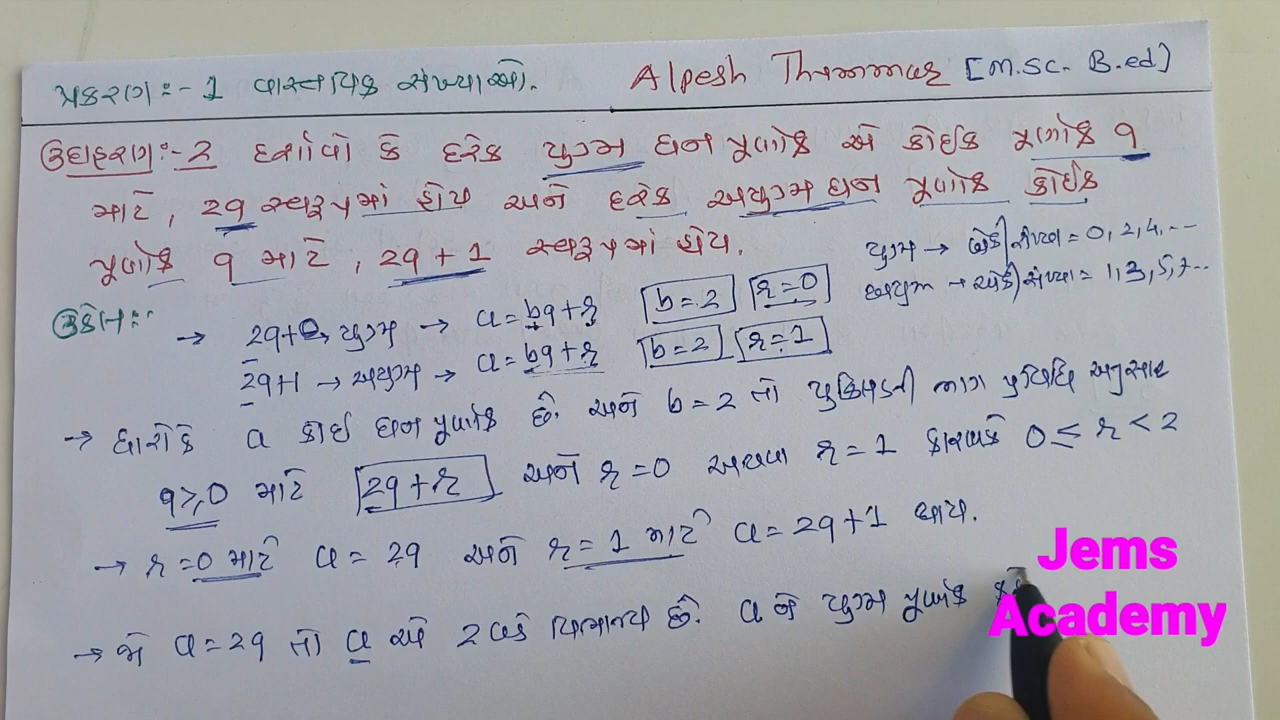 પ્રકરણ:- 1 વાસ્તવિક સંખ્યાઓ. Alpesh Thummar [M.SC. B.ed]
ઉદાહરણ:- 2 દર્શાવો કે દરેક યુગ્મ ધન પૂર્ણાંક એ કોઈક પૂર્ણાંક q
માટે, 2q સ્વરૂપમાં હોય અને દરેક અયુગ્મ ધન પૂર્ણાંક કોઈક
પૂર્ણાંક q માટે, 2q + 1 સ્વરૂપમાં હોય.
યુગ્મ → બેકી સંખ્યા = 0, 2, 4, --
અયુગ્મ → એકી સંખ્યા = 1, 3, 5, 7...
ઉકેલ:-
→ 2q+0 → યુગ્મ → a = bq + r b = 2 r = 0
2q+1 → અયુગ્મ → a = bq + r b = 2 r = 1
→ ધારોકે a કોઈ ધન પૂર્ણાંક છે. અને b = 2 તો યુક્લિડની ભાગ પ્રવિધિ અનુસાર
q ≥ 0 માટે 2q + r અને r = 0 અથવા r = 1 કારણકે 0 ≤ r < 2
→ r = 0 માટે a = 2q અને r = 1 માટે a = 2q + 1 થાય.
→ જો a = 2q તો a એ 2 વડે વિભાજ્ય છે. a ને યુગ્મ પૂર્ણાંક
Jems
Academy